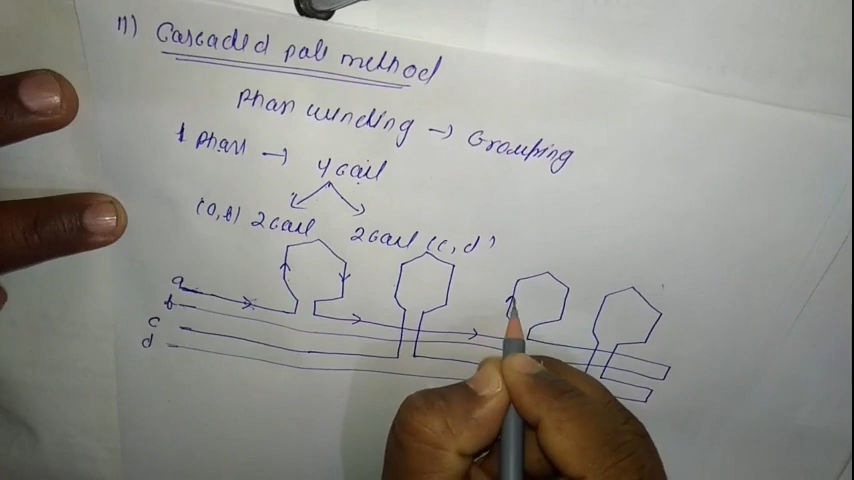 11) Cascaded pole method
Phase winding → Grouping
1 phase → 4 coil
(a, b) 2 coil 2 coil (c, d)
a
b
c
d